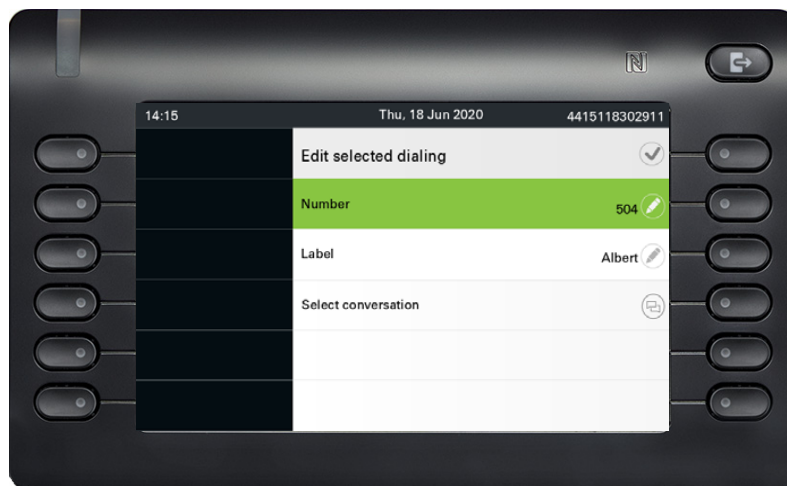 14:15 Thu, 18 Jun 2020 4415118302911
Edit selected dialing
Number 504
Label Albert
Select conversation